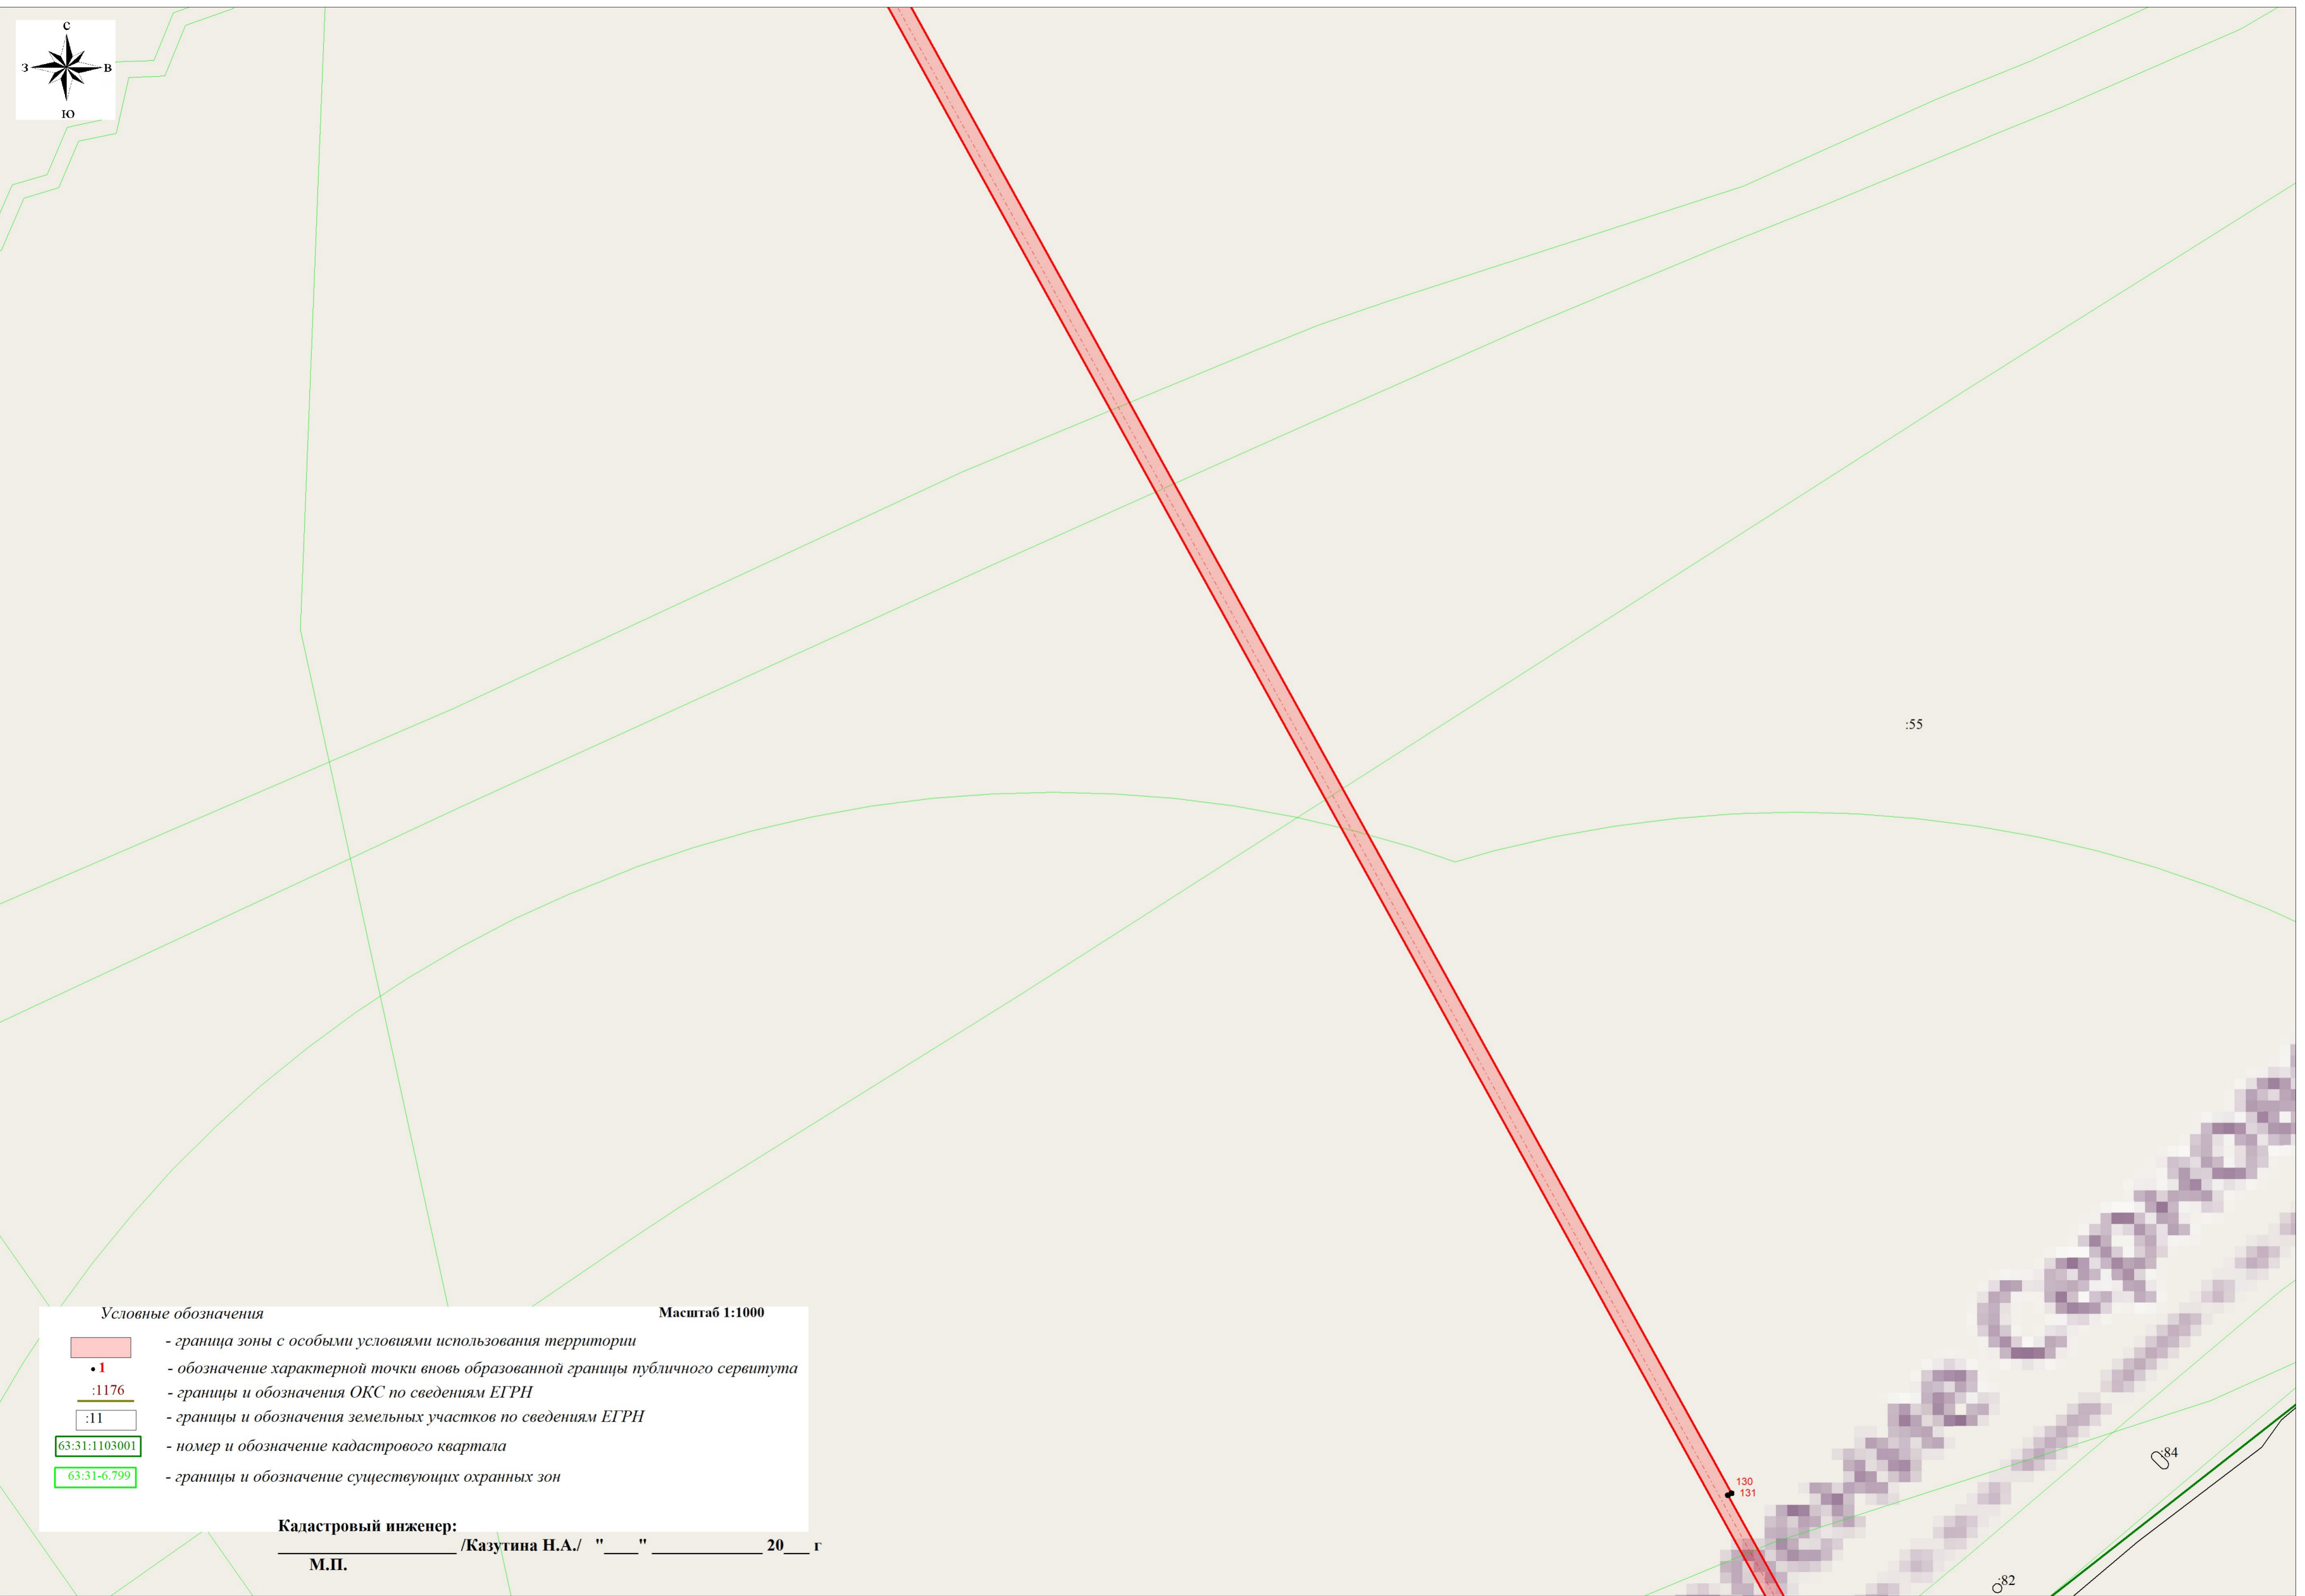 С
З В
Ю
:55
Условные обозначения Масштаб 1:1000
- граница зоны с особыми условиями использования территории
1 - обозначение характерной точки вновь образованной границы публичного сервитута
:1176 - границы и обозначения ОКС по сведениям ЕГРН
:11 - границы и обозначения земельных участков по сведениям ЕГРН
63:31:1103001 - номер и обозначение кадастрового квартала
63:31-6.799 - границы и обозначение существующих охранных зон
:84
130
131
Кадастровый инженер:
/Казутина Н.А./ "____" ______________ 20___ г
М.П.
:82